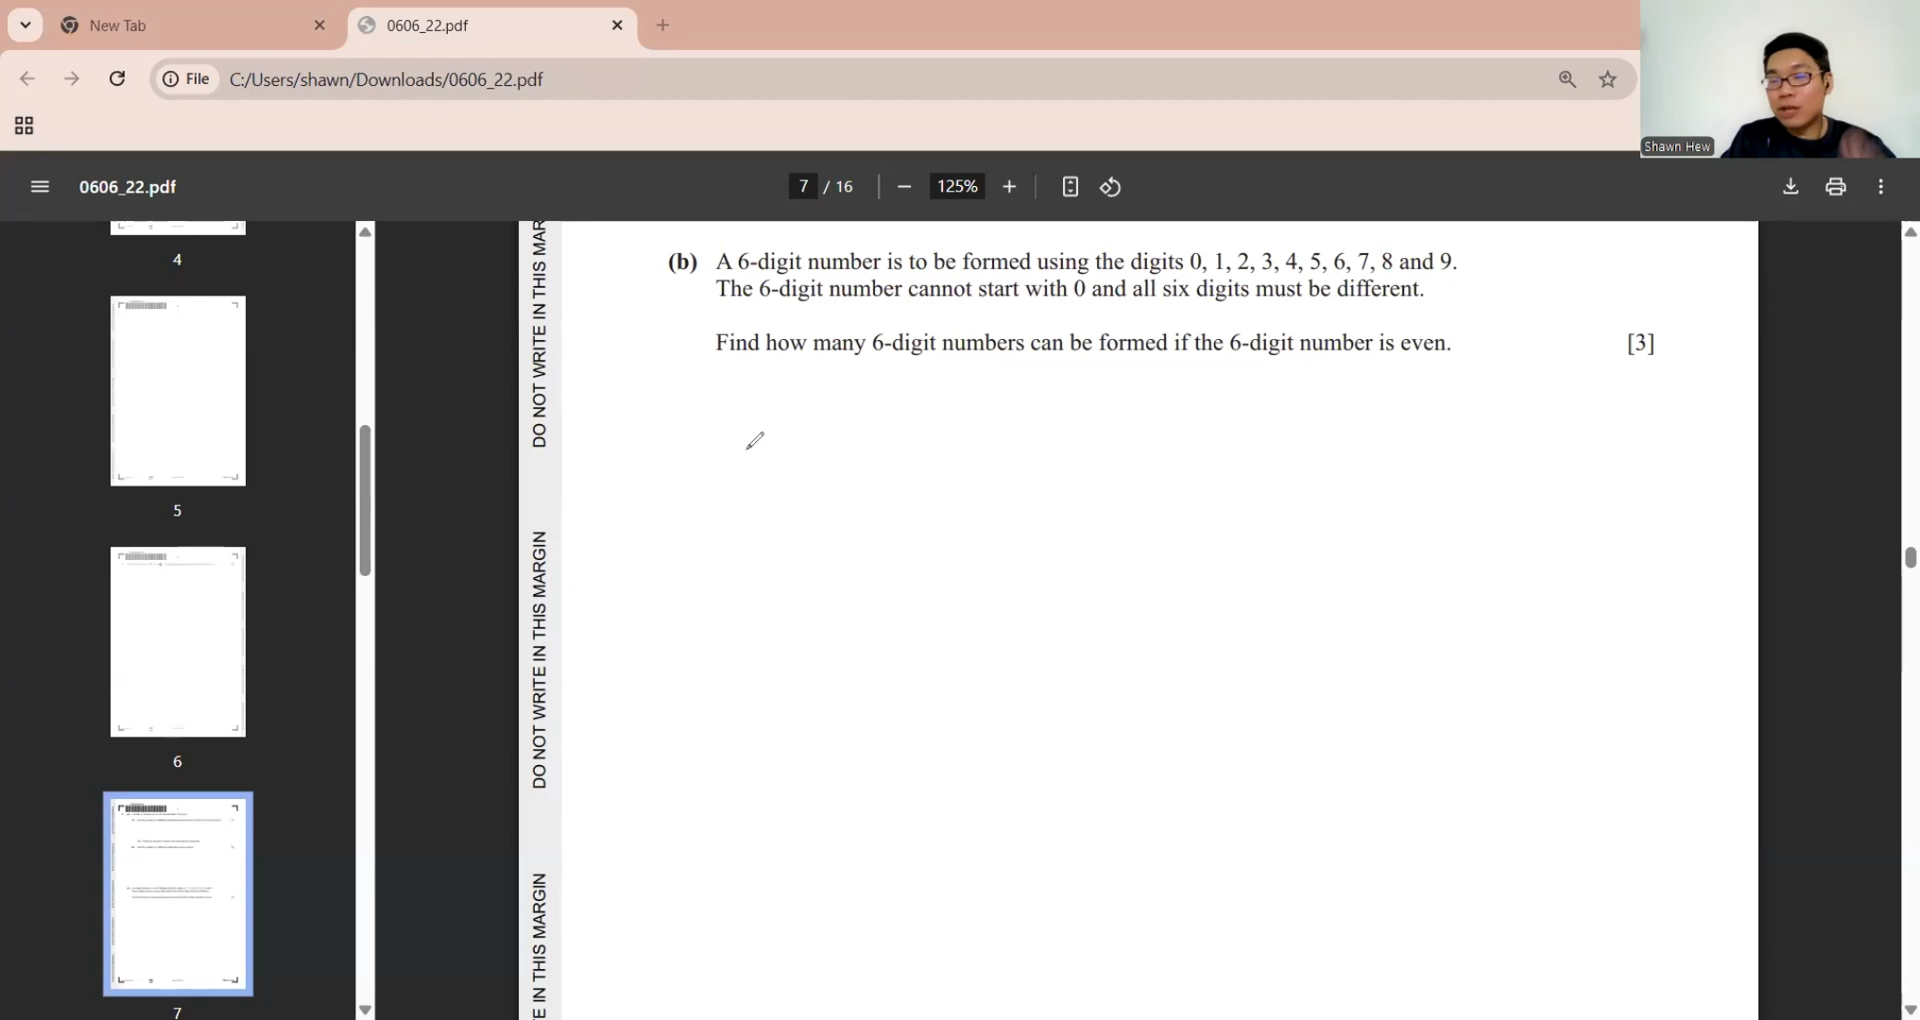 New Tab
0606_22.pdf
File
C:/Users/shawn/Downloads/0606_22.pdf
Shawn Hew
0606_22.pdf
7 / 16
125%
4
5
6
7
DO NOT WRITE IN THIS MAR
DO NOT WRITE IN THIS MARGIN
E IN THIS MARGIN
(b) A 6-digit number is to be formed using the digits 0, 1, 2, 3, 4, 5, 6, 7, 8 and 9.
The 6-digit number cannot start with 0 and all six digits must be different.
Find how many 6-digit numbers can be formed if the 6-digit number is even. [3]